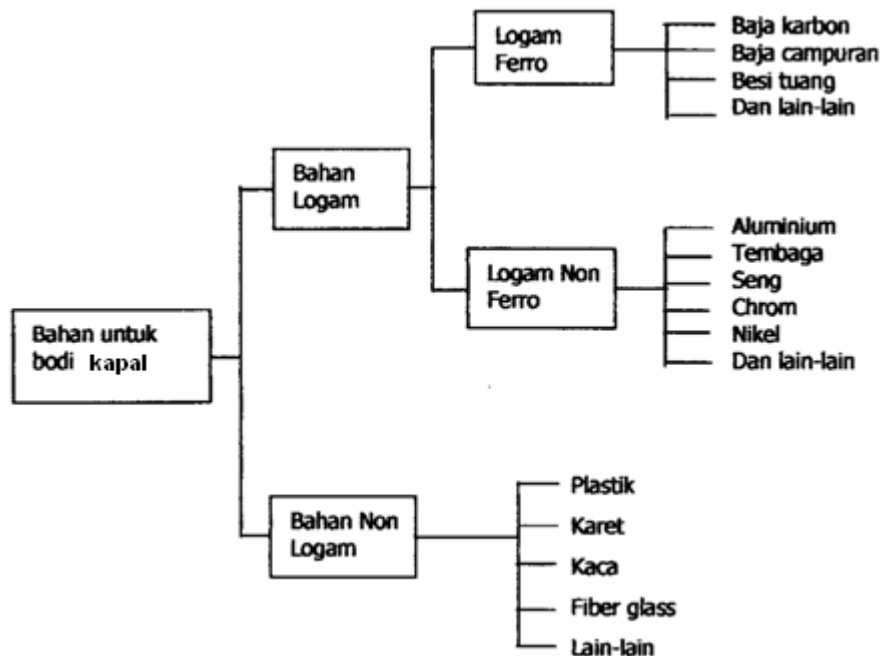 Logam
Ferro
Baja karbon
Baja campuran
Besi tuang
Dan lain-lain
Bahan
Logam
Logam Non
Ferro
Aluminium
Tembaga
Seng
Chrom
Nikel
Dan lain-lain
Bahan untuk
bodi kapal
Bahan Non
Logam
Plastik
Karet
Kaca
Fiber glass
Lain-lain